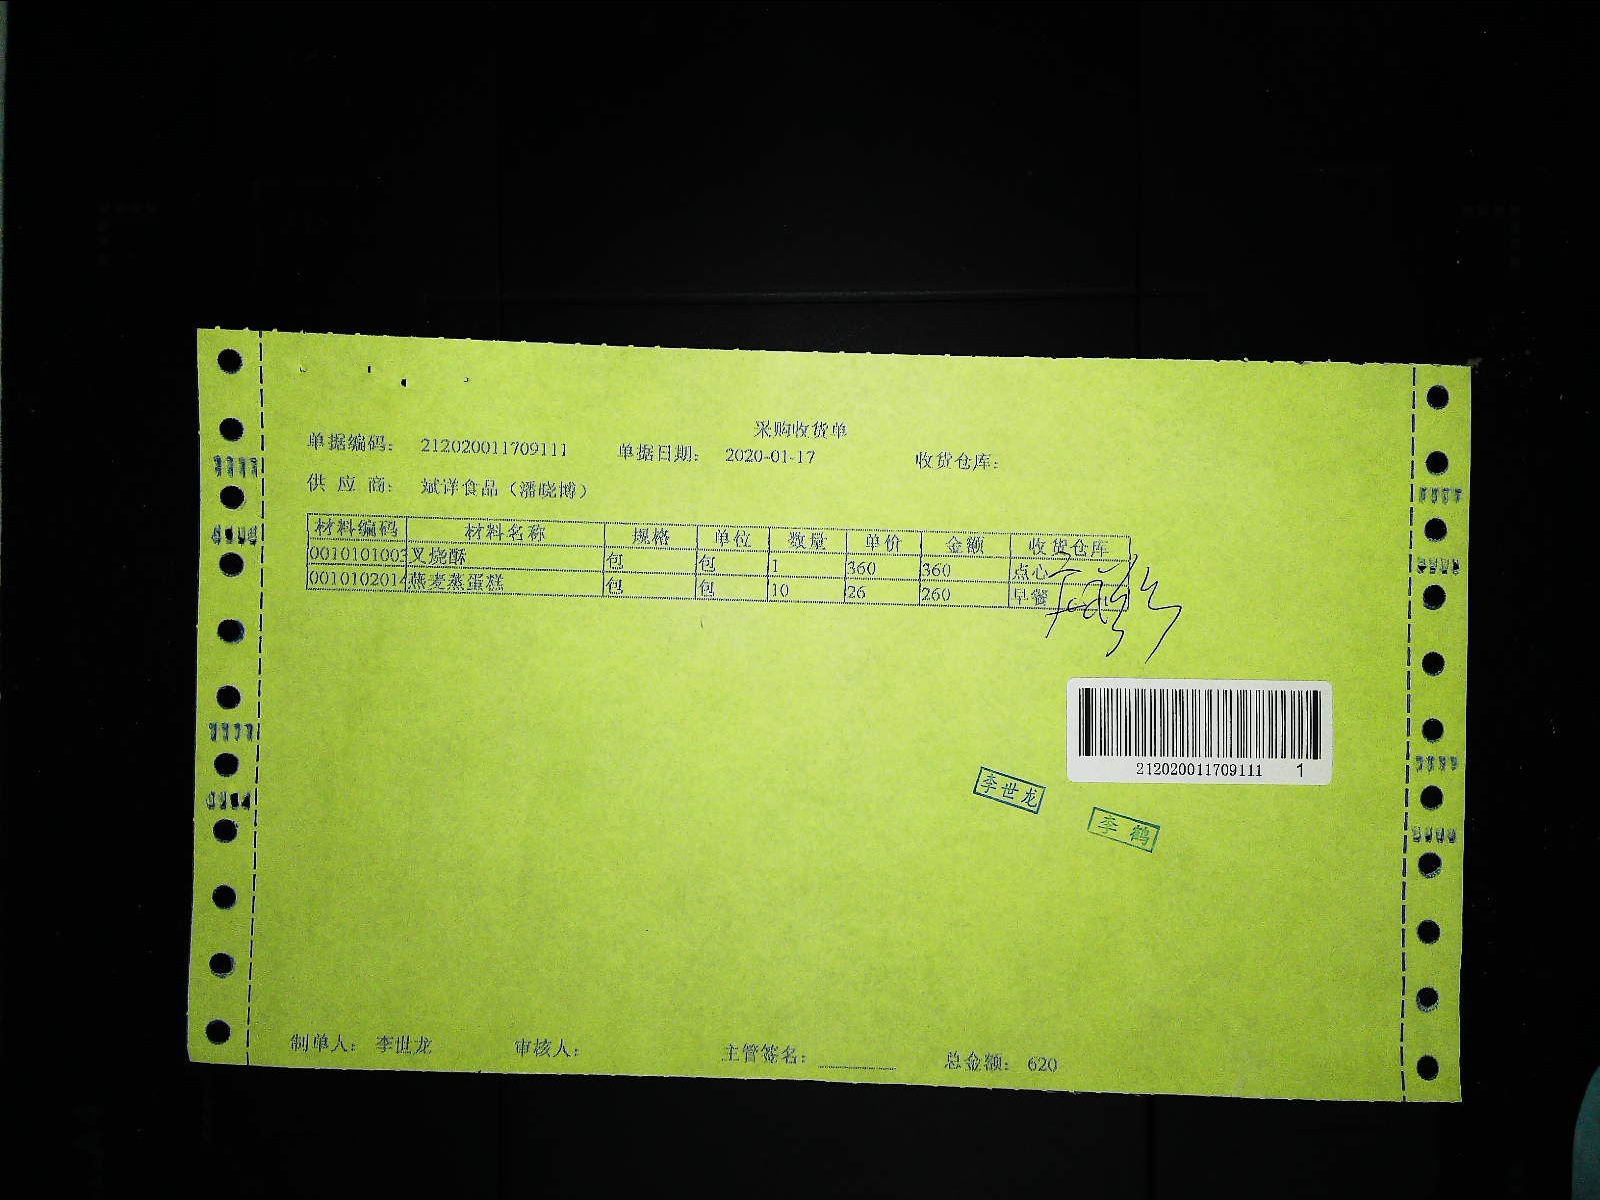 采购收货单
单据编码： 212020011709111 单据日期： 2020-01-17 收货仓库：
供 应 商： 斌洋食品（潘晓博）
材料编码 材料名称 规格 单位 数量 单价 金额 收货仓库
0010101003 叉烧酥 包 包 1 360 360 点心
0010102014 燕麦蒸蛋糕 包 包 10 26 260 早餐
212020011709111 1
李世龙
李鹤
制单人： 李世龙 审核人： 主管签名： 总金额： 620